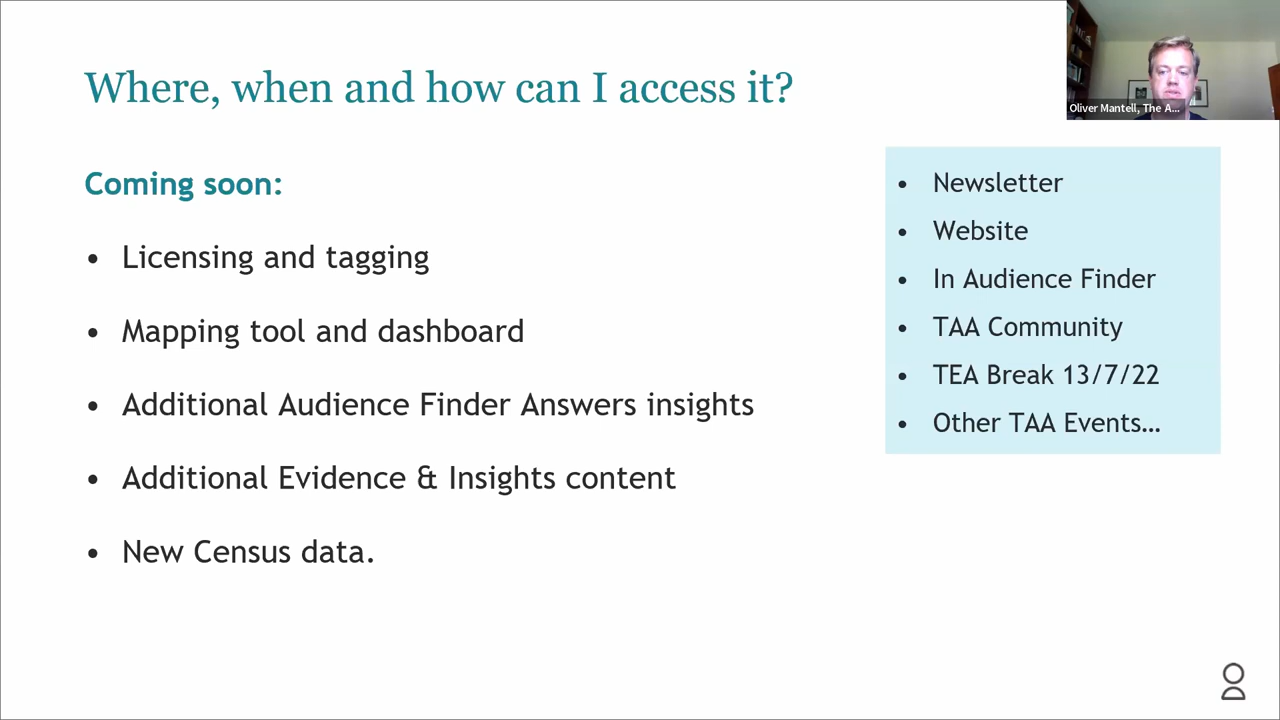 Where, when and how can I access it?
Oliver Mantell, The A...
Coming soon:
• Licensing and tagging
• Mapping tool and dashboard
• Additional Audience Finder Answers insights
• Additional Evidence & Insights content
• New Census data.
• Newsletter
• Website
• In Audience Finder
• TAA Community
• TEA Break 13/7/22
• Other TAA Events...